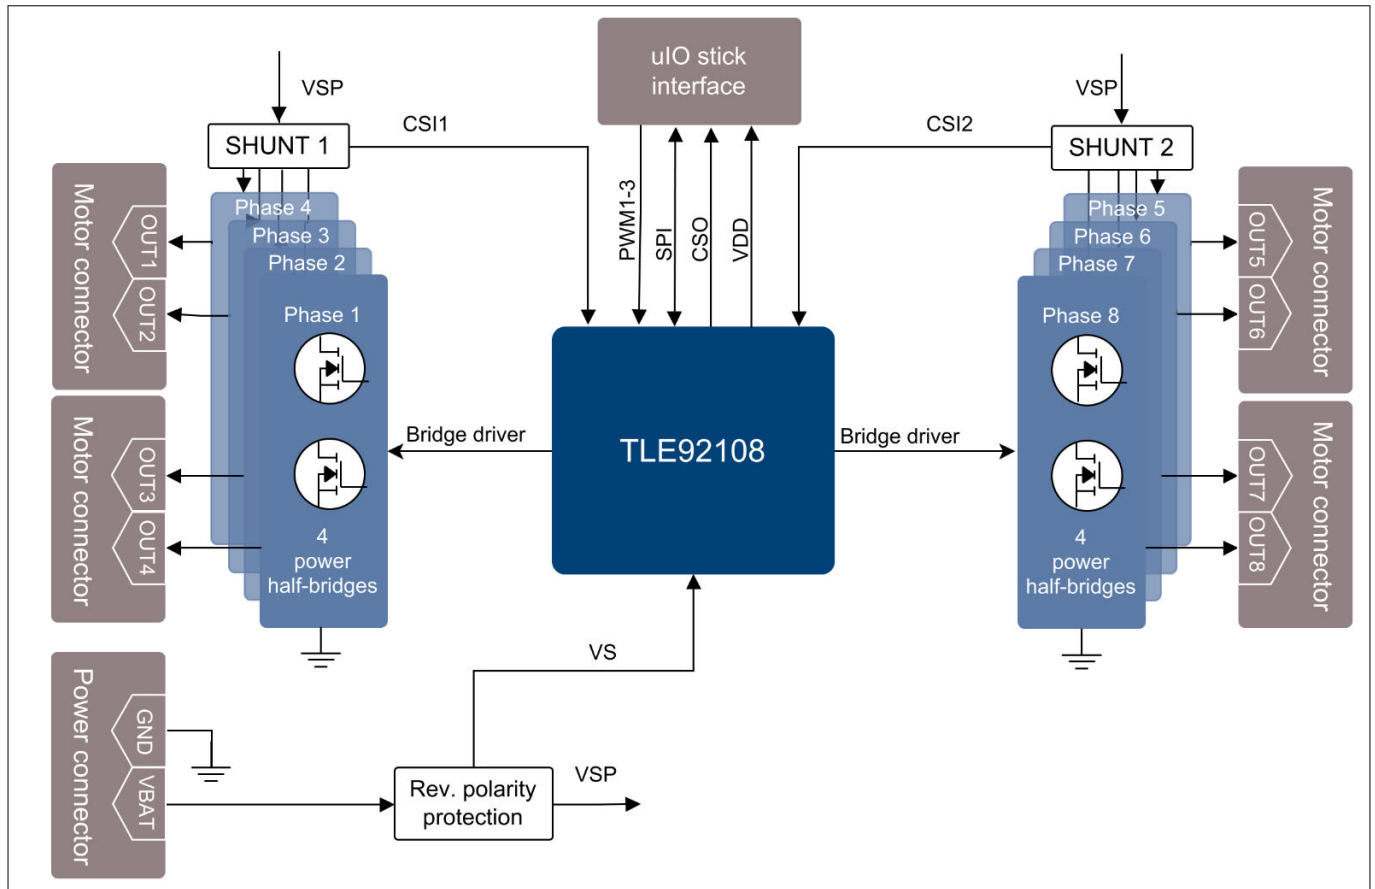 uIO stick
interface
VSP
VSP
CSI1
CSI2
SHUNT 1
SHUNT 2
PWM1-3
SPI
CSO
VDD
Motor connector
OUT1
OUT2
Phase 4
Phase 3
Phase 2
Phase 1
4
power
half-bridges
Motor connector
OUT3
OUT4
Bridge driver
TLE92108
Bridge driver
Phase 5
Phase 6
Phase 7
Phase 8
4
power
half-bridges
Motor connector
OUT5
OUT6
Motor connector
OUT7
OUT8
VS
Power connector
GND
VBAT
Rev. polarity
protection
VSP